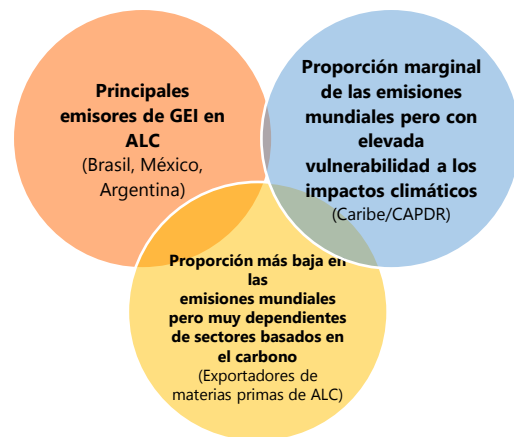 Principales
emisores de GEI en
ALC
(Brasil, México,
Argentina)
Proporción marginal
de las emisiones
mundiales pero con
elevada
vulnerabilidad a los
impactos climáticos
(Caribe/CAPDR)
Proporción más baja en
las
emisiones mundiales
pero muy dependientes
de sectores basados en
el carbono
(Exportadores de
materias primas de ALC)